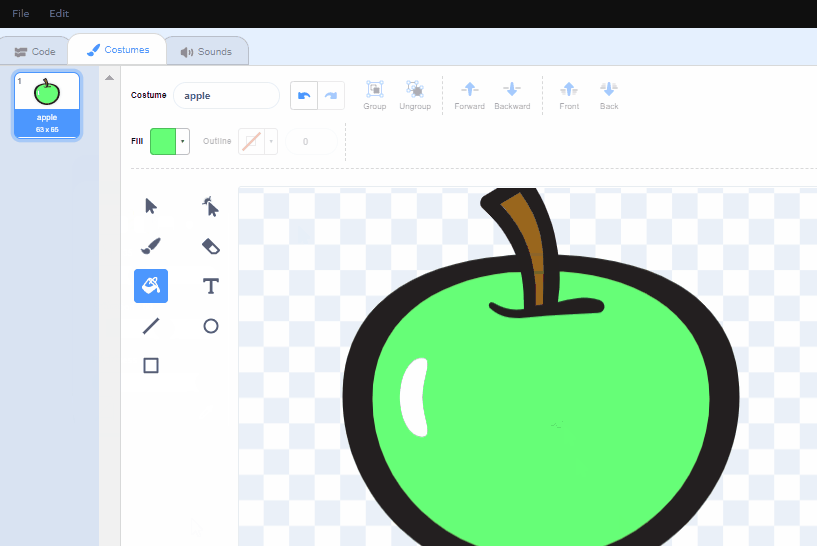 File Edit
Code Costumes Sounds
1
apple
63 x 65
Costume apple Group Ungroup Forward Backward Front Back
Fill Outline 0
T